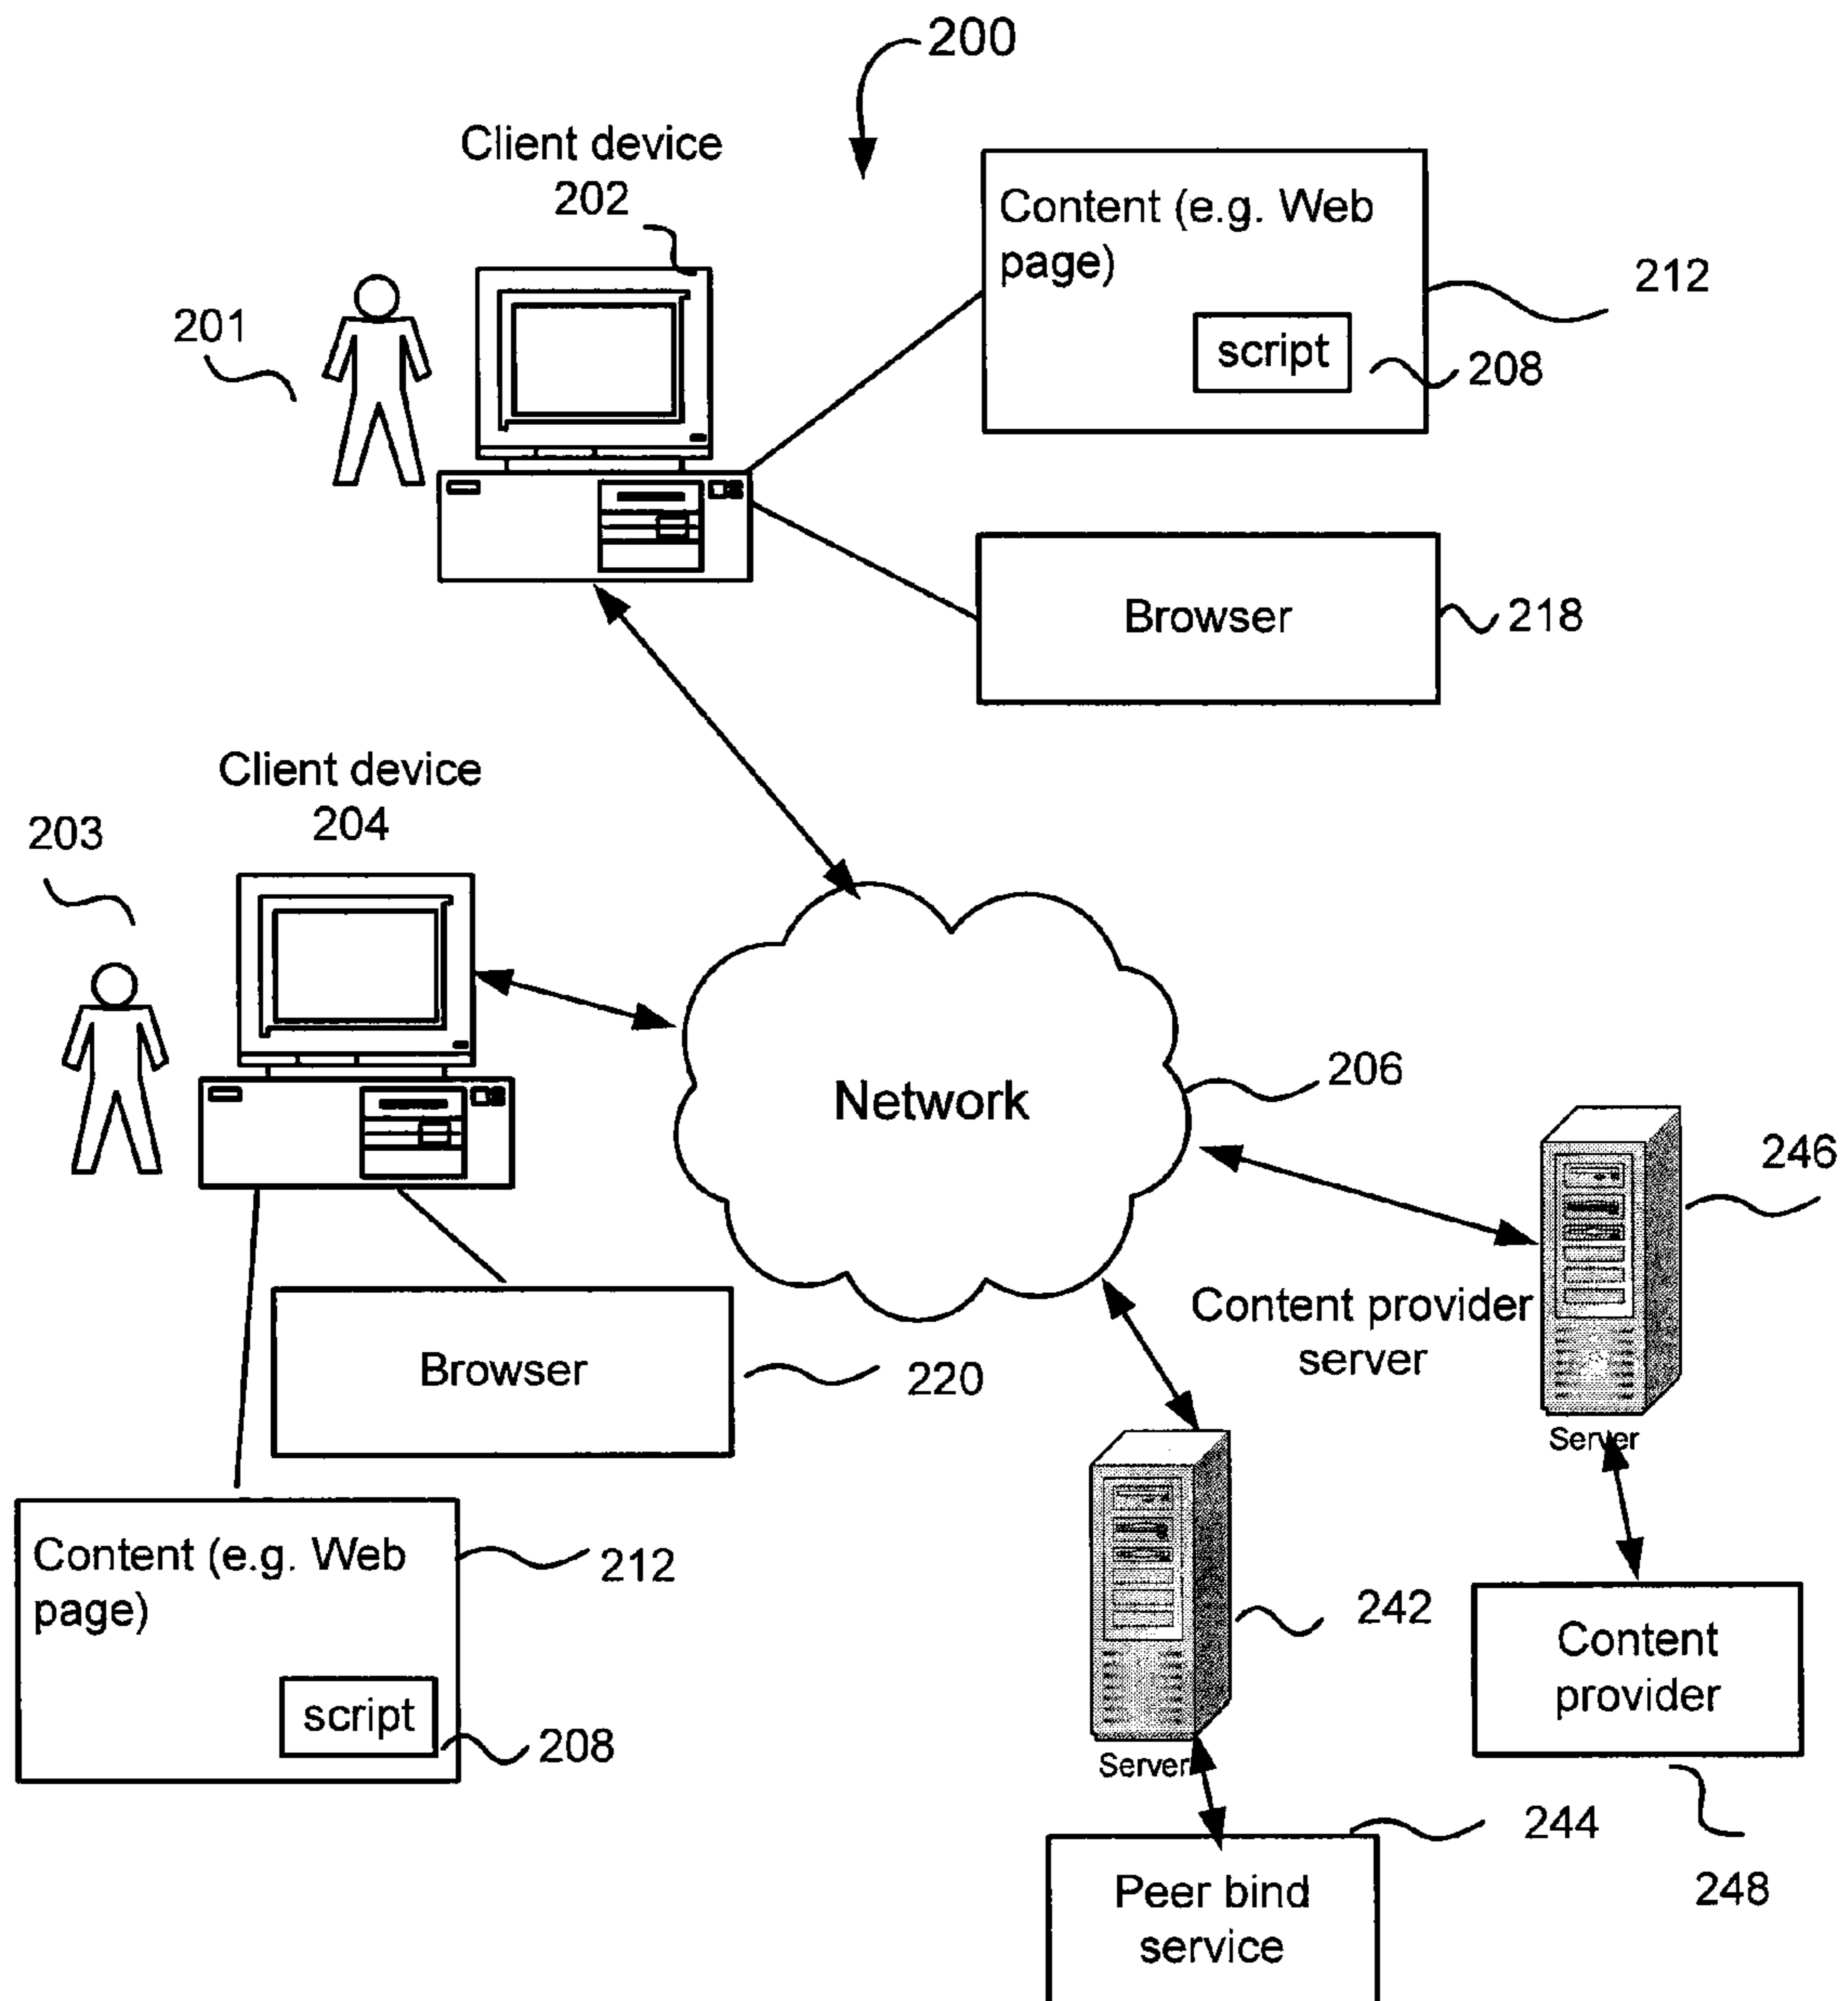 200
Client device
202
Content (e.g. Web
page)
212
201
script
208
Browser
218
Client device
204
203
Network
206
246
Content provider
server
Browser
220
Server
Content (e.g. Web
page)
212
242
Content
provider
script
208
Server
244
248
Peer bind
service